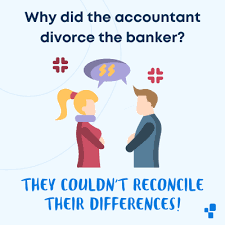 Why did the accountant
divorce the banker?
THEY COULDN'T RECONCILE
THEIR DIFFERENCES!